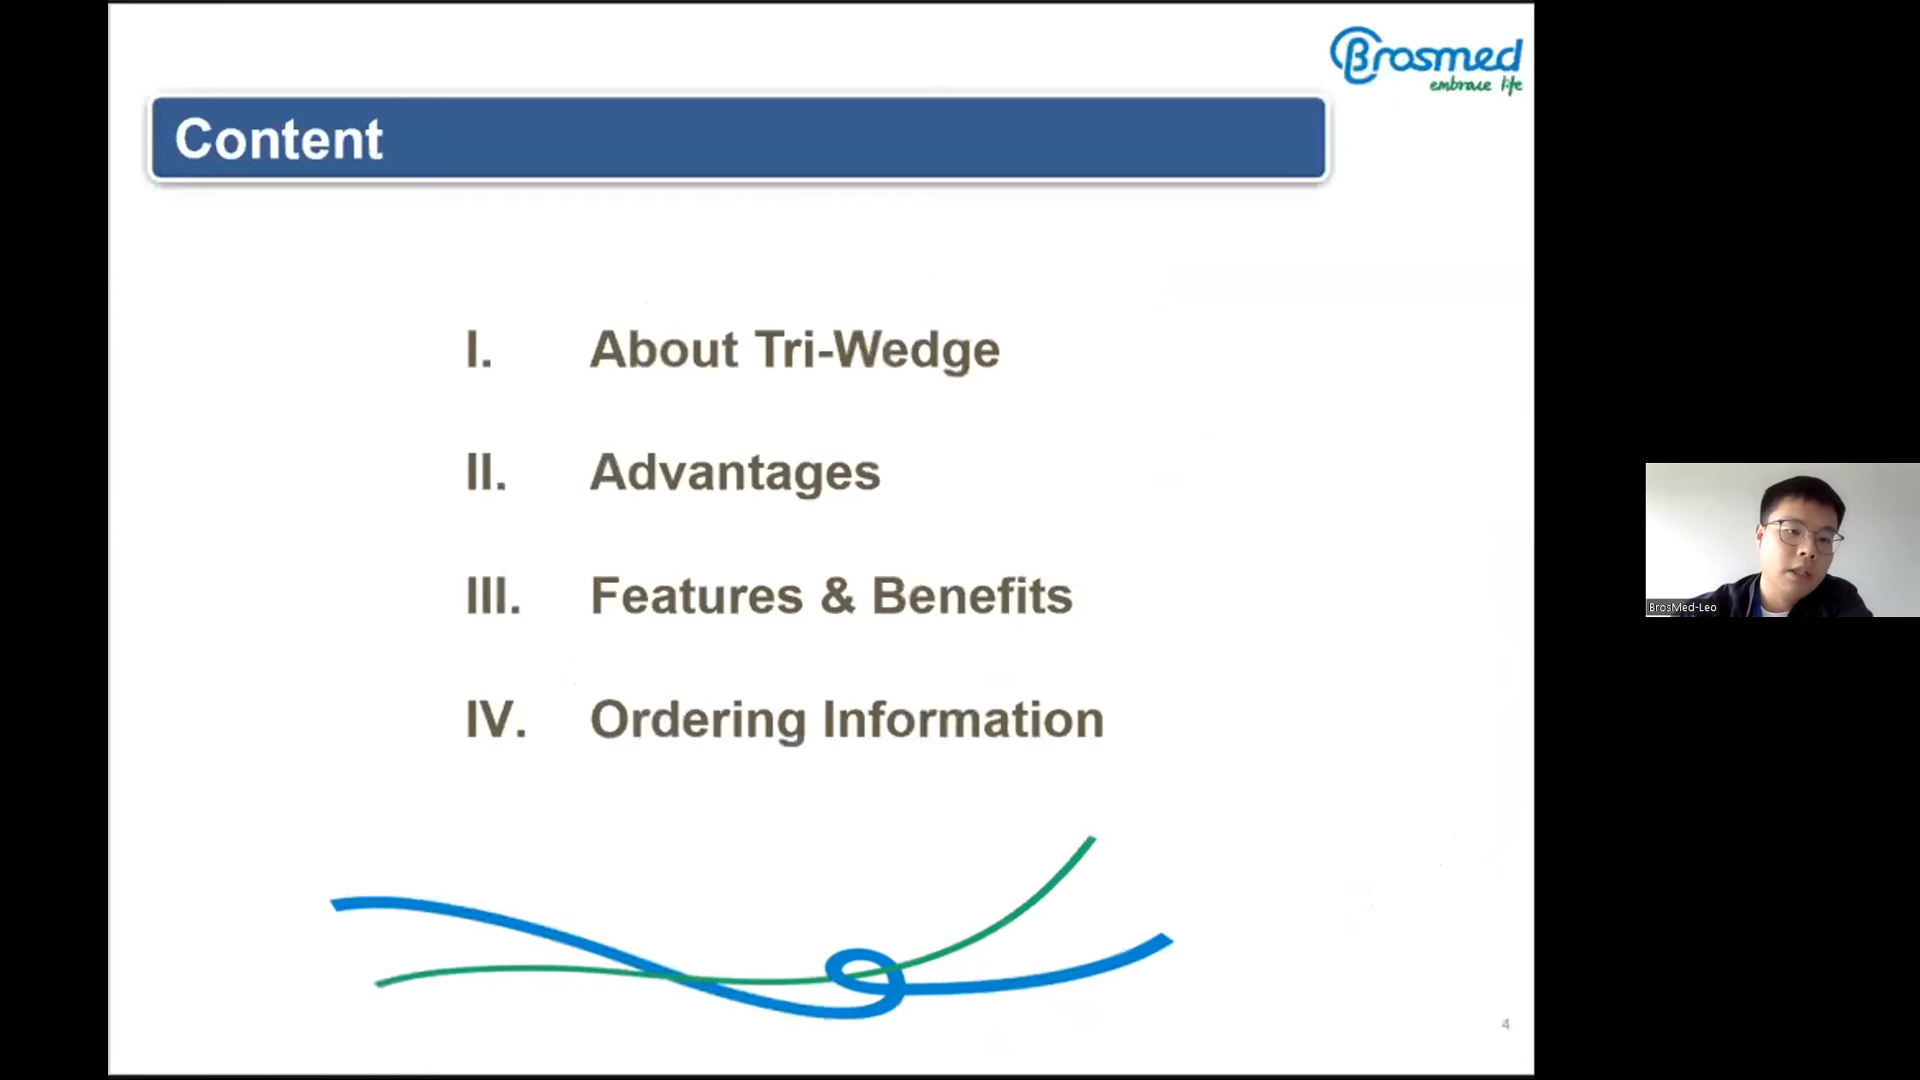 Brosmed
embrace life
Content
I. About Tri-Wedge
II. Advantages
III. Features & Benefits
IV. Ordering Information
BrosMed-Leo
4